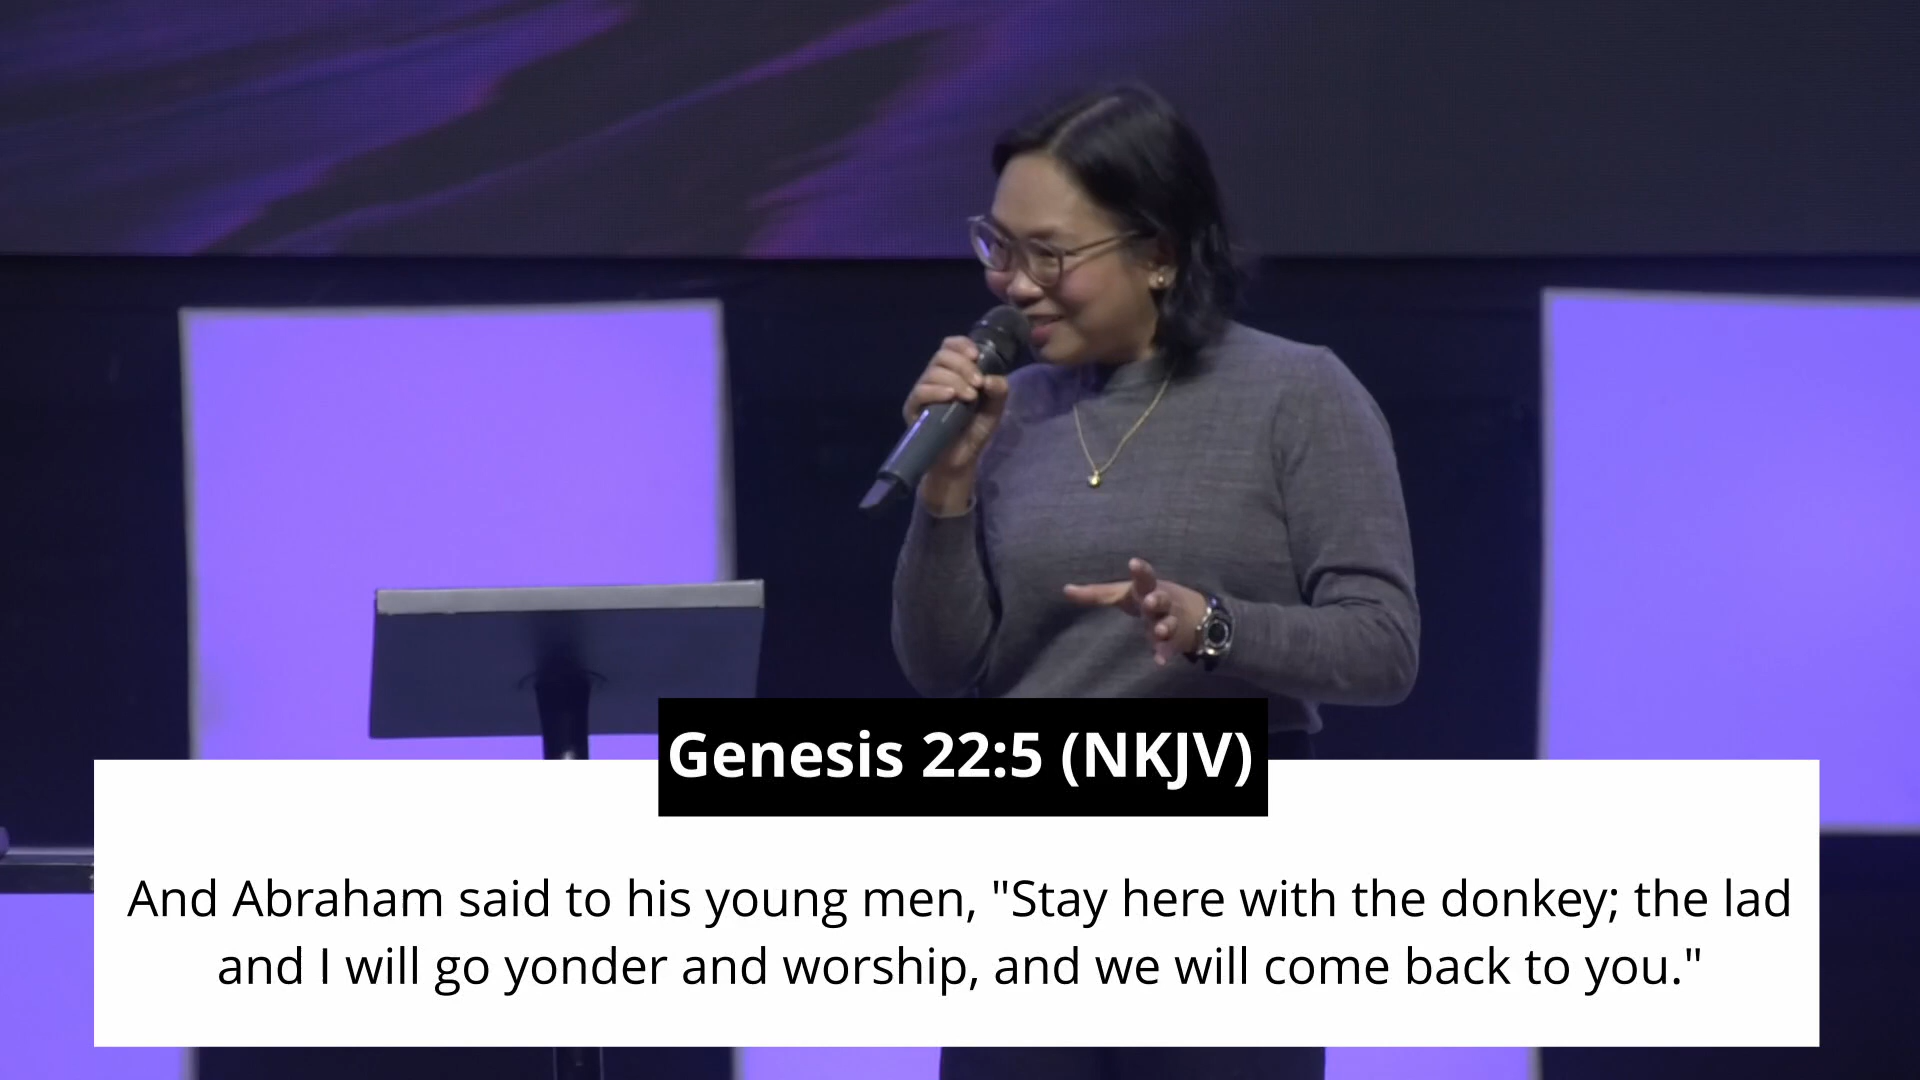 Genesis 22:5 (NKJV)
And Abraham said to his young men, "Stay here with the donkey; the lad
and I will go yonder and worship, and we will come back to you."